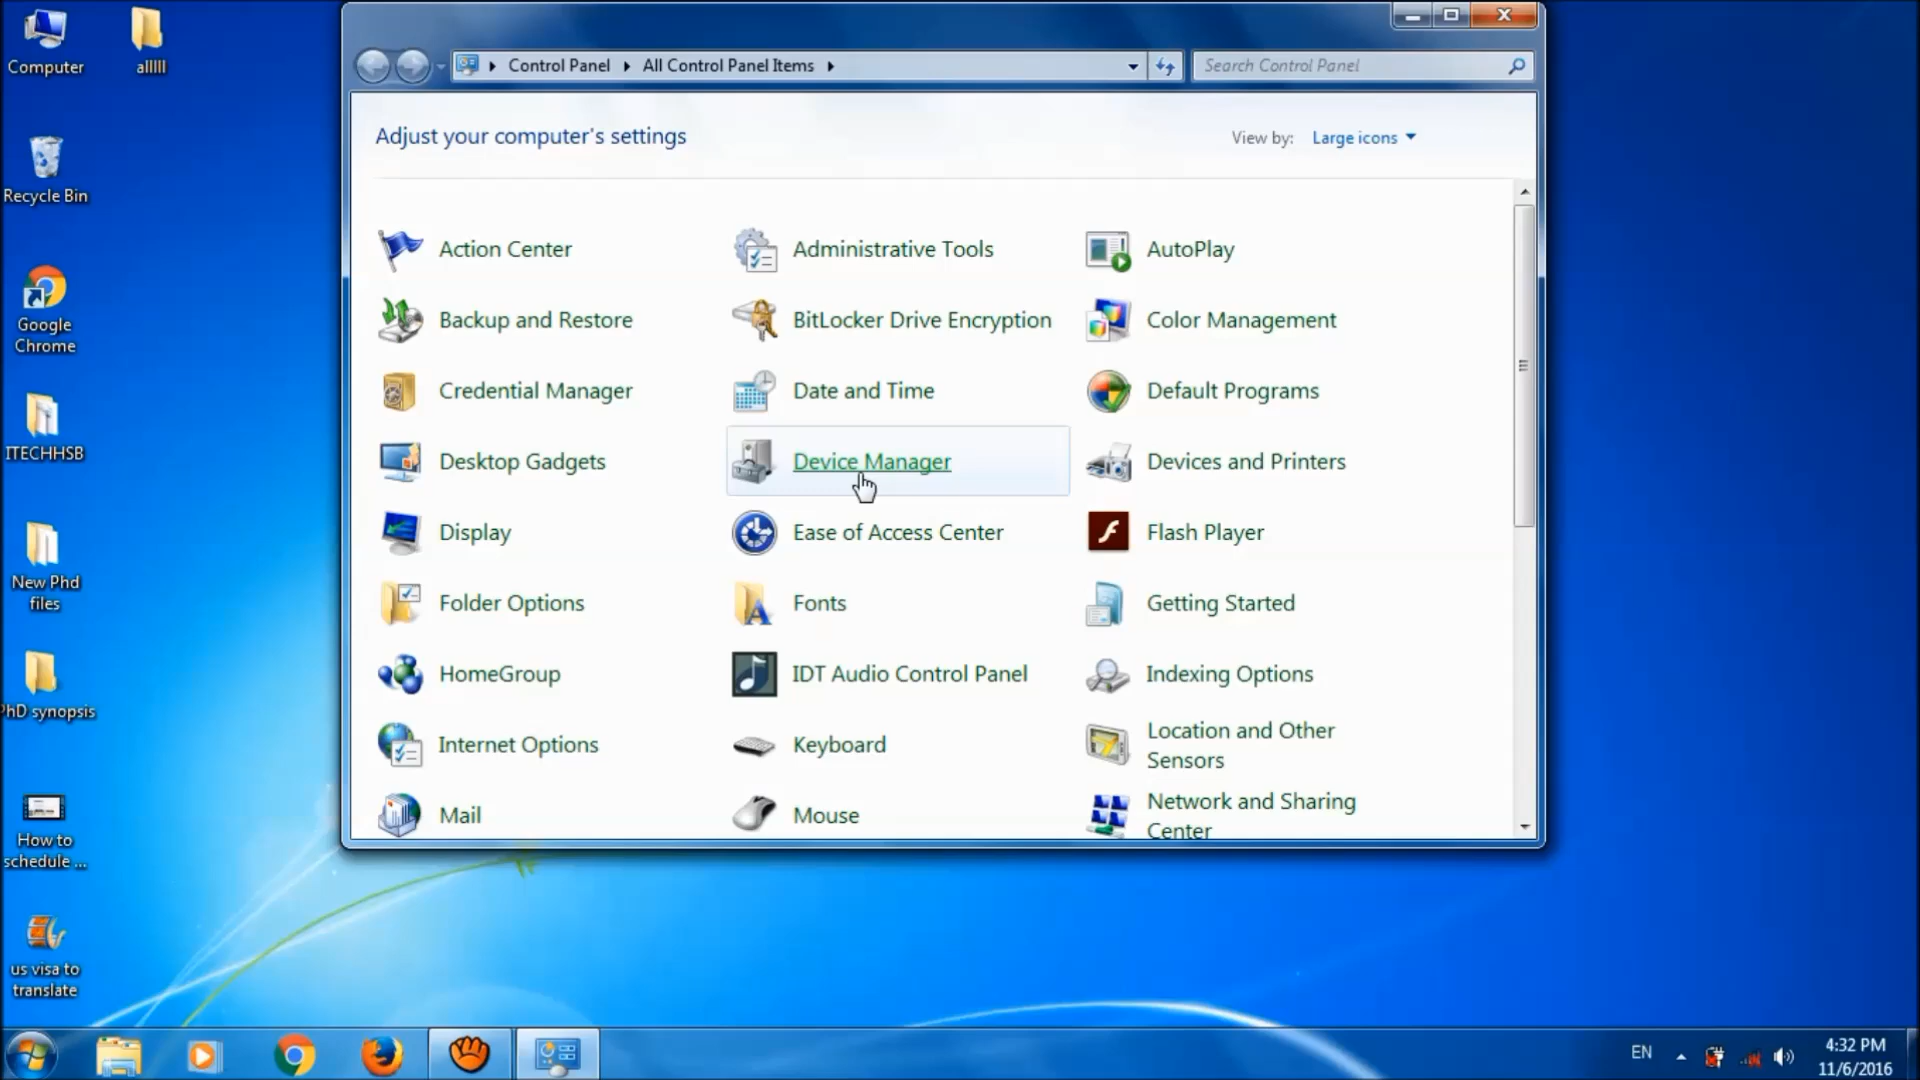 Computer
alllll
Recycle Bin
Google
Chrome
ITECHHSB
New Phd
files
PhD synopsis
How to
schedule ...
us visa to
translate
Control Panel
All Control Panel Items
Search Control Panel
Adjust your computer's settings
View by: Large icons
Action Center
Administrative Tools
AutoPlay
Backup and Restore
BitLocker Drive Encryption
Color Management
Credential Manager
Date and Time
Default Programs
Desktop Gadgets
Device Manager
Devices and Printers
Display
Ease of Access Center
Flash Player
Folder Options
Fonts
Getting Started
HomeGroup
IDT Audio Control Panel
Indexing Options
Internet Options
Keyboard
Location and Other
Sensors
Mail
Mouse
Network and Sharing
Center
EN
4:32 PM
11/6/2016